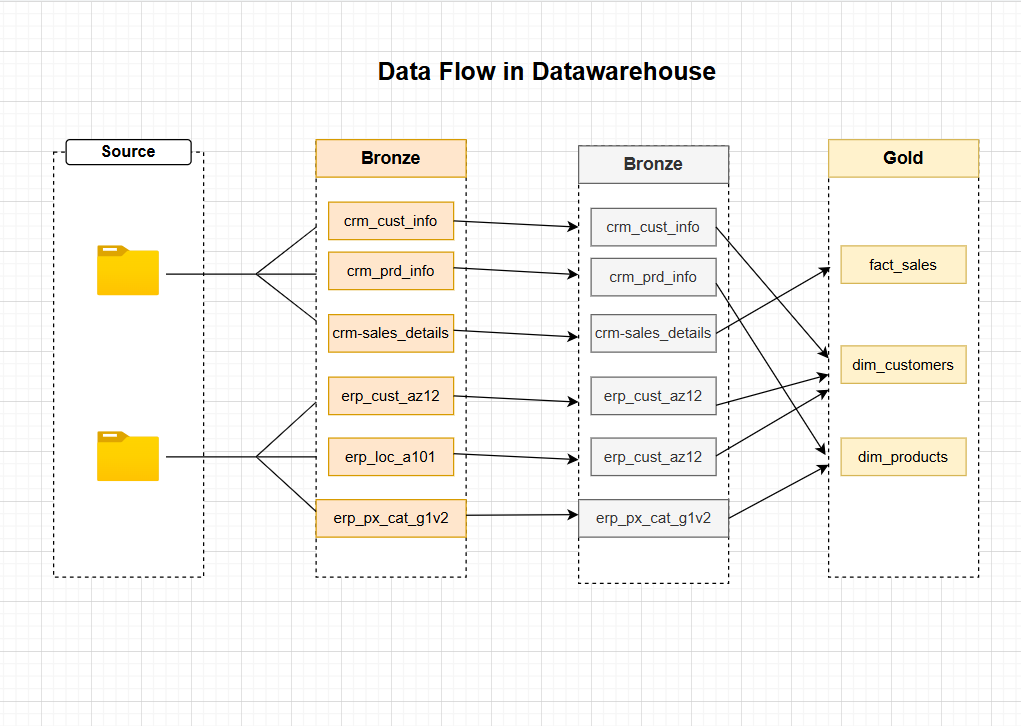 Data Flow in Datawarehouse
Source
Bronze
crm_cust_info
crm_prd_info
crm-sales_details
erp_cust_az12
erp_loc_a101
erp_px_cat_g1v2
Bronze
crm_cust_info
crm_prd_info
crm-sales_details
erp_cust_az12
erp_cust_az12
erp_px_cat_g1v2
Gold
fact_sales
dim_customers
dim_products